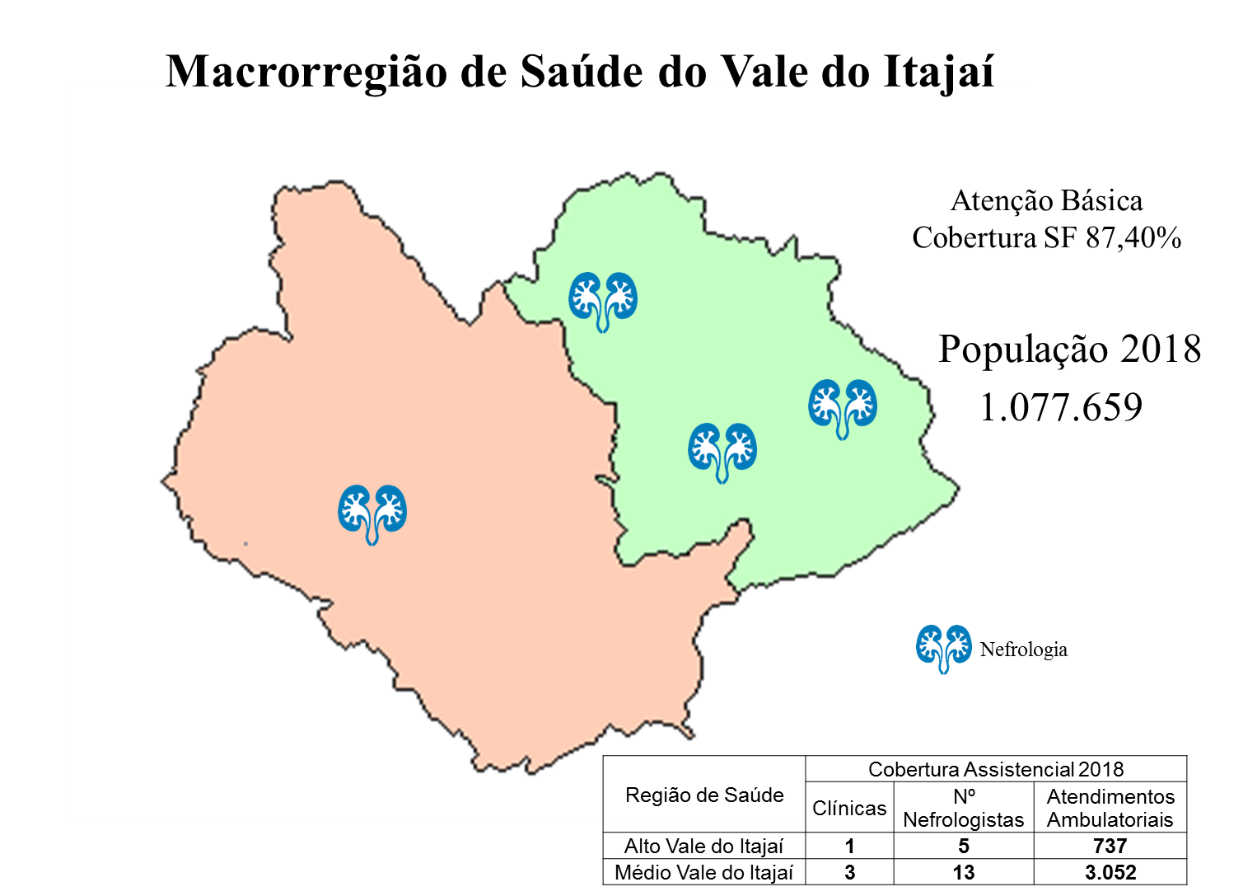 Macrorregião de Saúde do Vale do Itajaí
Atenção Básica
Cobertura SF 87,40%
População 2018
1.077.659
Nefrologia
Região de Saúde
Cobertura Assistencial 2018
Clínicas
Nº
Nefrologistas
Atendimentos
Ambulatoriais
Alto Vale do Itajaí 1 5 737
Médio Vale do Itajaí 3 13 3.052